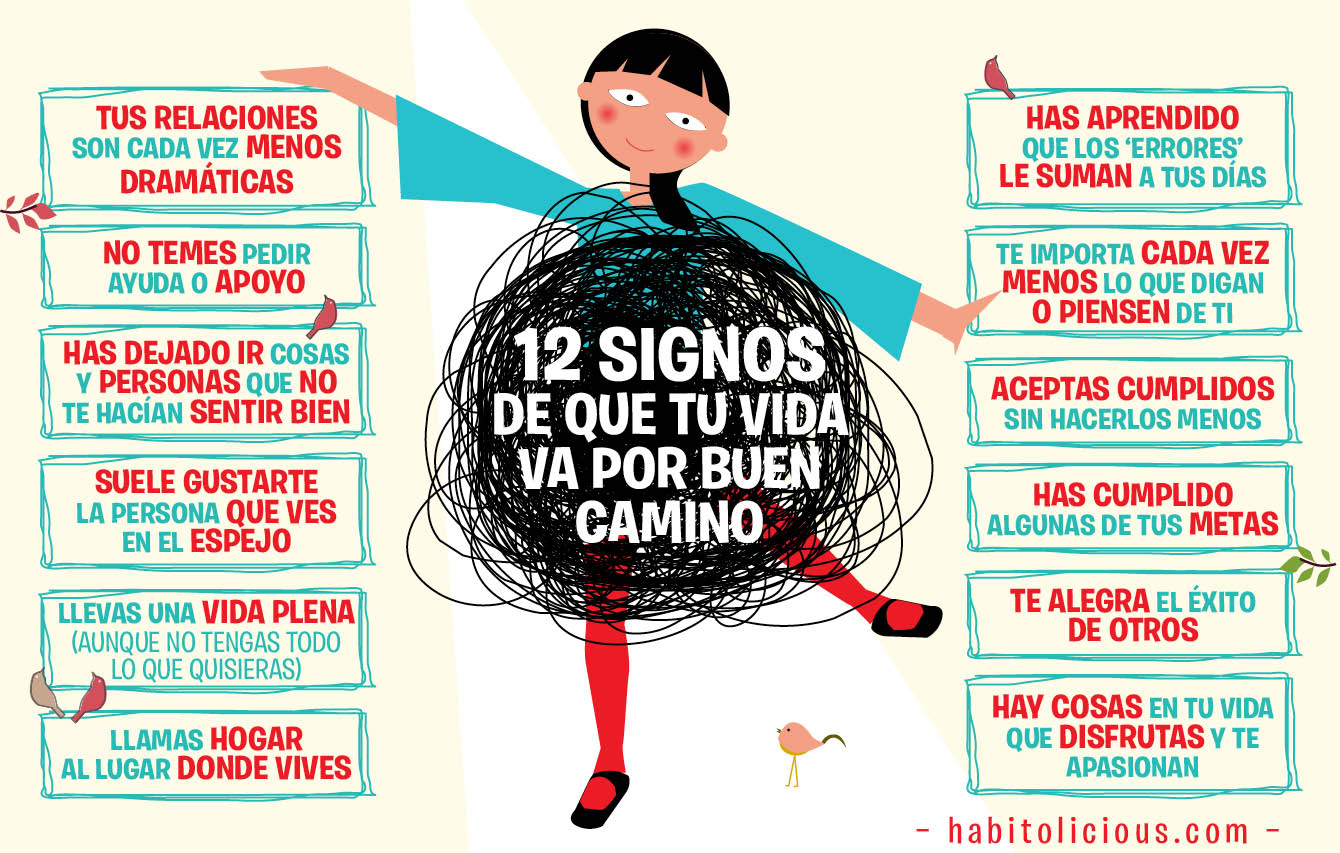 12 SIGNOS
DE QUE TU VIDA
VA POR BUEN
CAMINO
TUS RELACIONES
SON CADA VEZ MENOS
DRAMÁTICAS
NO TEMES PEDIR
AYUDA O APOYO
HAS DEJADO IR COSAS
Y PERSONAS QUE NO
TE HACÍAN SENTIR BIEN
SUELE GUSTARTE
LA PERSONA QUE VES
EN EL ESPEJO
LLEVAS UNA VIDA PLENA
(AUNQUE NO TENGAS TODO
LO QUE QUISIERAS)
LLAMAS HOGAR
AL LUGAR DONDE VIVES
HAS APRENDIDO
QUE LOS ‘ERRORES’
LE SUMAN A TUS DÍAS
TE IMPORTA CADA VEZ
MENOS LO QUE DIGAN
O PIENSEN DE TI
ACEPTAS CUMPLIDOS
SIN HACERLOS MENOS
HAS CUMPLIDO
ALGUNAS DE TUS METAS
TE ALEGRA EL ÉXITO
DE OTROS
HAY COSAS EN TU VIDA
QUE DISFRUTAS Y TE
APASIONAN
- habitolicious.com -